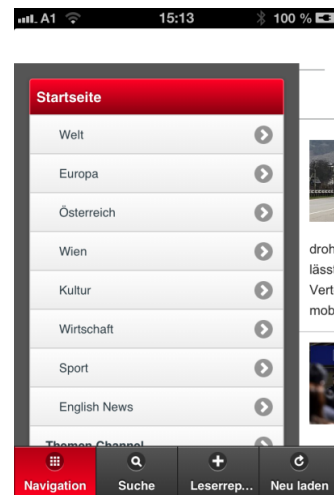 A1 15:13 100 %
Startseite
Welt
Europa
Österreich
Wien
Kultur
Wirtschaft
Sport
English News
Themen Channel
droh
läss
Vert
mob
Navigation Suche Leserrep... Neu laden